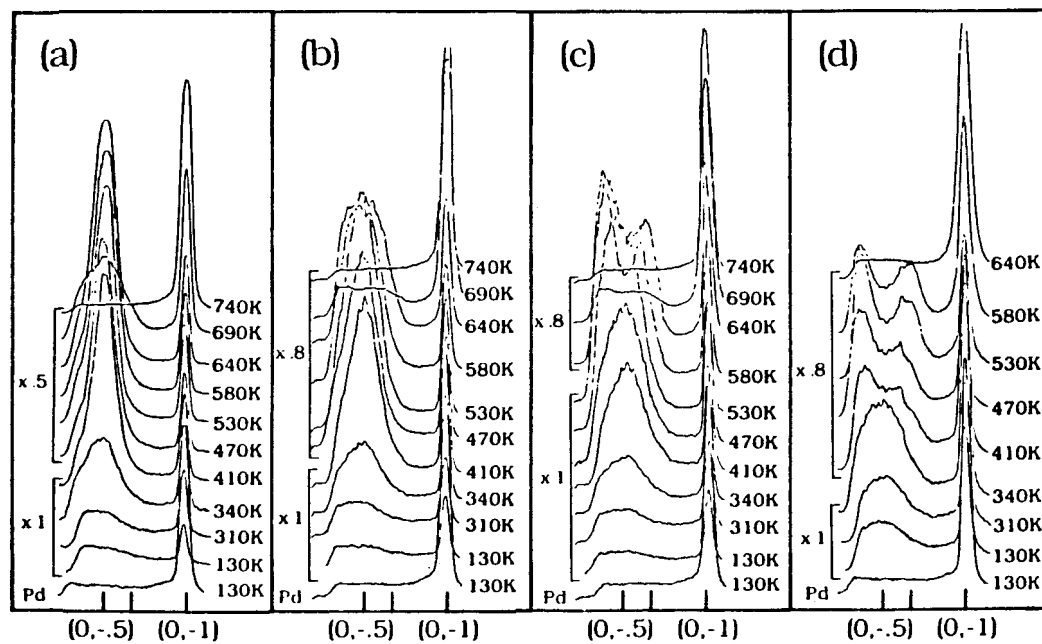 (a)
740K
690K
640K
580K
530K
470K
410K
340K
310K
130K
130K
x .5
x 1
Pd
(0,-.5) (0,-1)
(b)
740K
690K
640K
580K
530K
470K
410K
340K
310K
130K
130K
x .8
x 1
(0,-.5) (0,-1)
(c)
740K
690K
640K
580K
530K
470K
410K
340K
310K
130K
130K
x .8
x 1
Pd
(0,-.5) (0,-1)
(d)
640K
580K
530K
470K
410K
340K
310K
130K
130K
x .8
x 1
Pd
(0,-.5) (0,-1)